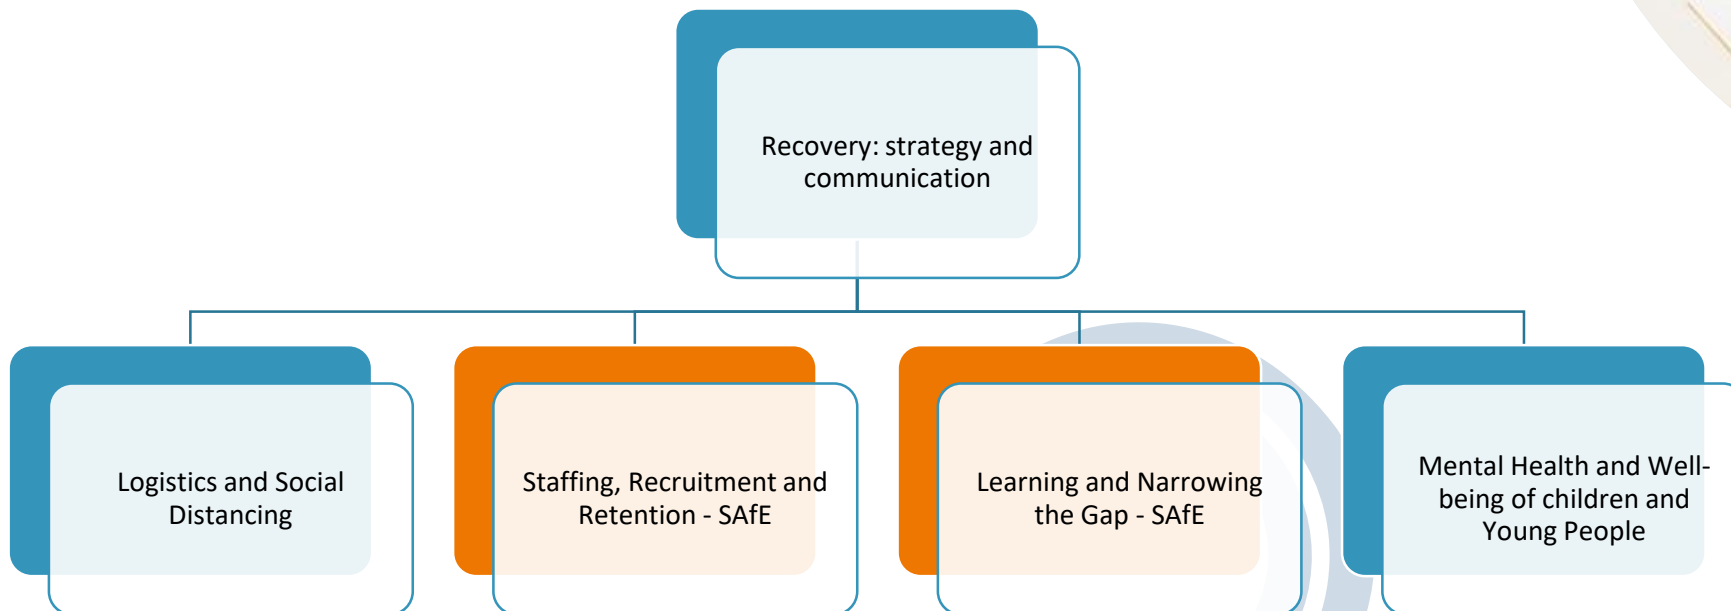 Recovery: strategy and
communication
Logistics and Social
Distancing
Staffing, Recruitment and
Retention - SAfE
Learning and Narrowing
the Gap - SAfE
Mental Health and Well-
being of children and
Young People